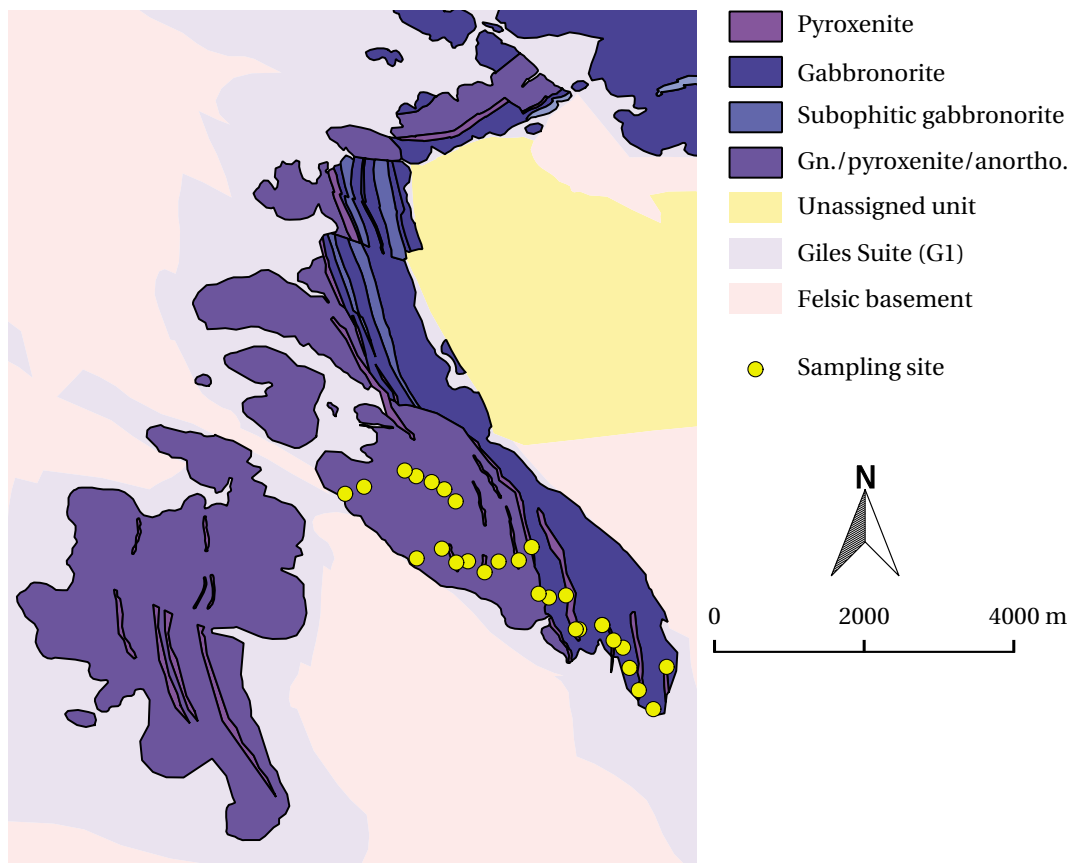 Pyroxenite
Gabbronorite
Subophitic gabbronorite
Gn./pyroxenite/anortho.
Unassigned unit
Giles Suite (G1)
Felsic basement
Sampling site
N
0 2000 4000 m